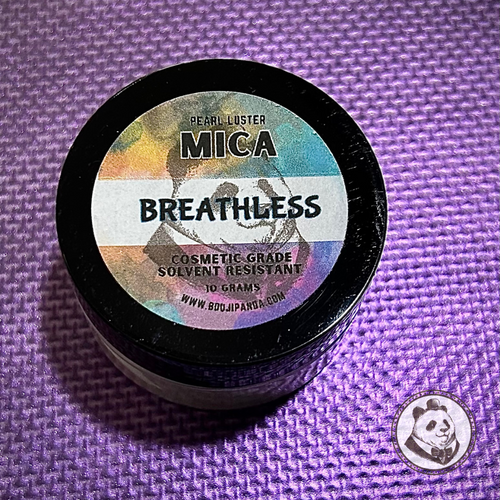 PEARL LUSTER
MICA
BREATHLESS
COSMETIC GRADE
SOLVENT RESISTANT
10 GRAMS
WWW.BOOJIPANDA.COM